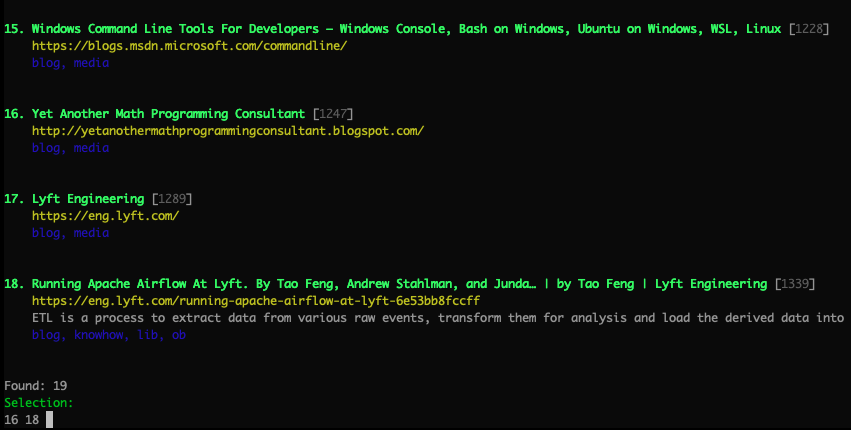 15. Windows Command Line Tools For Developers – Windows Console, Bash on Windows, Ubuntu on Windows, WSL, Linux [1228]
https://blogs.msdn.microsoft.com/commandline/
blog, media
16. Yet Another Math Programming Consultant [1247]
http://yetanothermathprogrammingconsultant.blogspot.com/
blog, media
17. Lyft Engineering [1289]
https://eng.lyft.com/
blog, media
18. Running Apache Airflow At Lyft. By Tao Feng, Andrew Stahlman, and Junda… | by Tao Feng | Lyft Engineering [1339]
https://eng.lyft.com/running-apache-airflow-at-lyft-6e53bb8fccff
ETL is a process to extract data from various raw events, transform them for analysis and load the derived data into
blog, knowhow, lib, ob
Found: 19
Selection:
16 18